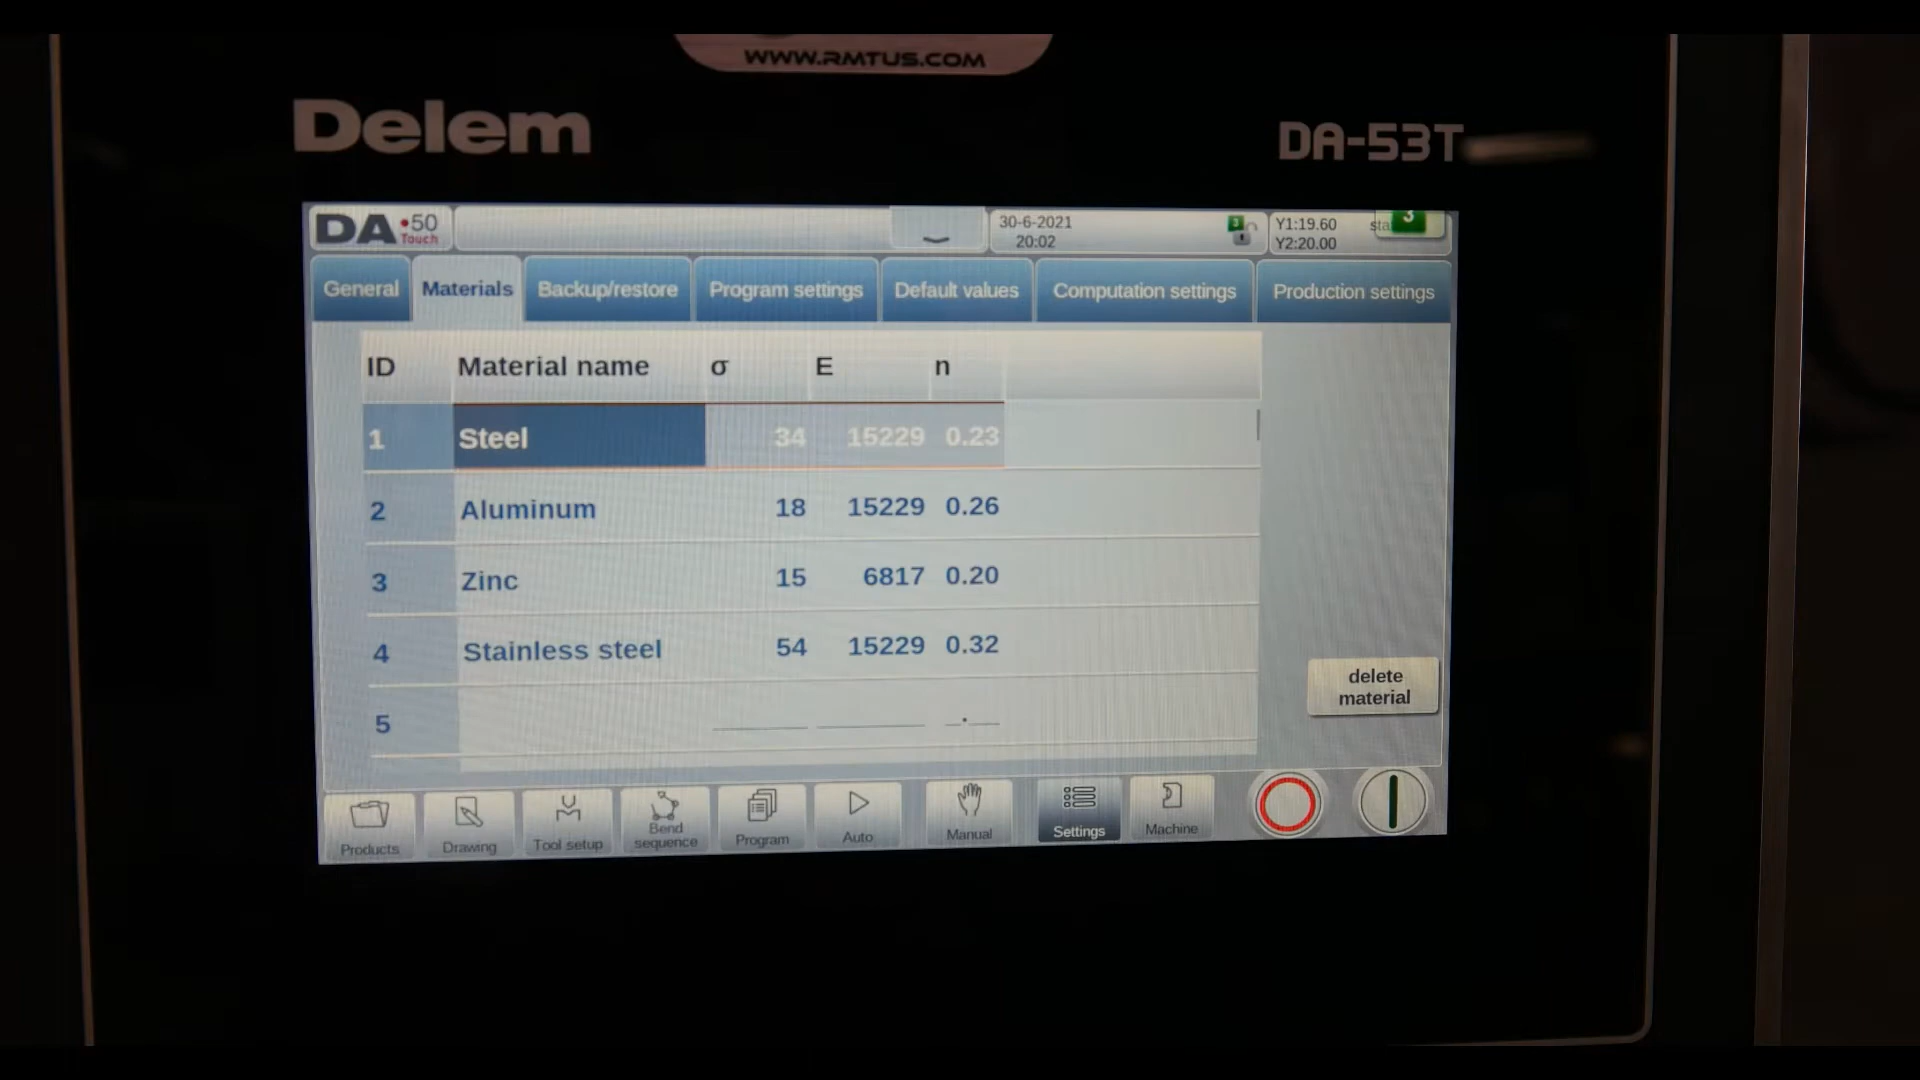 WWW.RMTUS.COM
Delem
DA-53T
DA•50 Touch
30-6-2021
20:02
3
Y1:19.60
Y2:20.00
sta
3
General Materials Backup/restore Program settings Default values Computation settings Production settings
ID Material name σ E n
1 Steel 34 15229 0.23
2 Aluminum 18 15229 0.26
3 Zinc 15 6817 0.20
4 Stainless steel 54 15229 0.32
5
delete
material
Products Drawing Tool setup Bend sequence Program Auto Manual Settings Machine